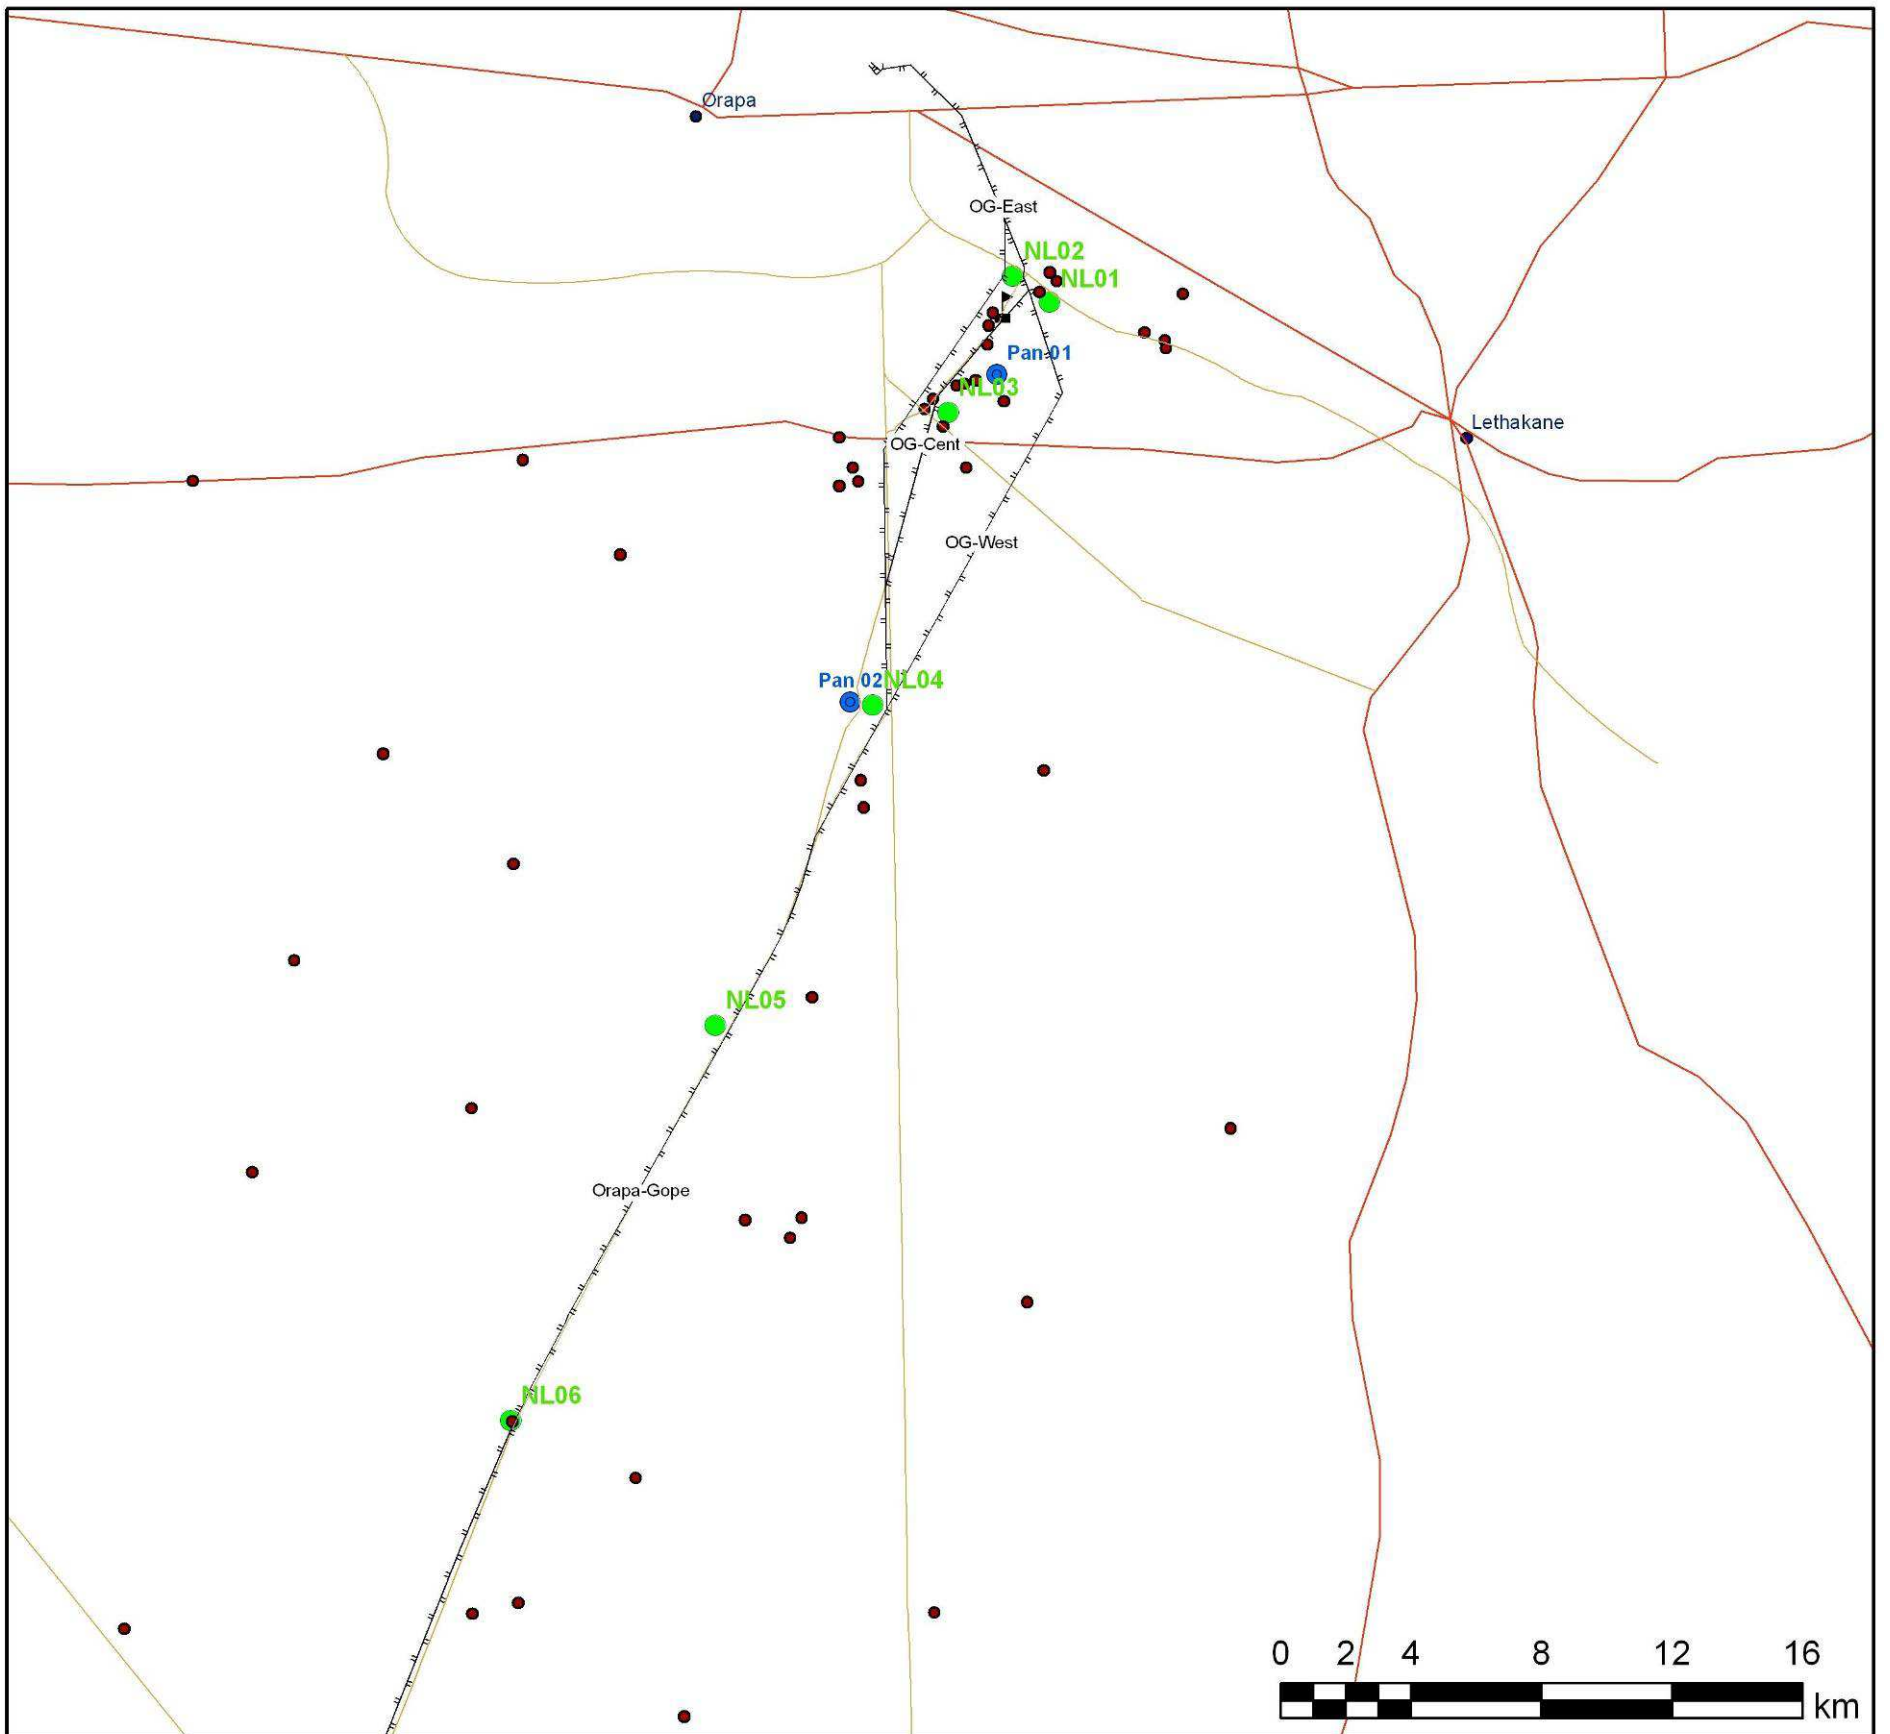 Orapa
OG-East
NL02
NL01
Pan 01
NL03
Lethakane
OG-Cent
OG-West
Pan 02
NL04
NL05
Orapa-Gope
NL06
0 2 4 8 12 16
km